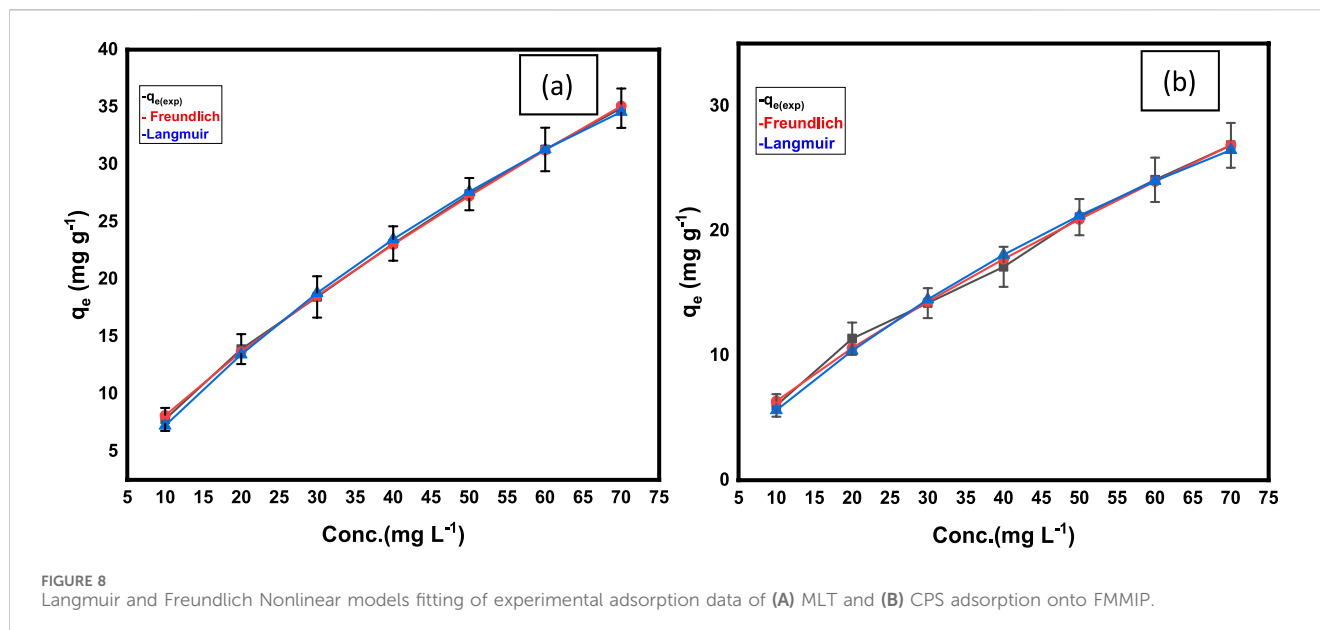 40
35
30
25
20
15
10
5
qe (mg g-1)
-qe(exp)
- Freundlich
-Langmuir
(a)
5 10 15 20 25 30 35 40 45 50 55 60 65 70 75
Conc.(mg L-1)
30
20
10
0
qe (mg g-1)
-qe(exp)
-Freundlich
-Langmuir
(b)
5 10 15 20 25 30 35 40 45 50 55 60 65 70 75
Conc.(mg L-1)
FIGURE 8
Langmuir and Freundlich Nonlinear models fitting of experimental adsorption data of (A) MLT and (B) CPS adsorption onto FMMIP.